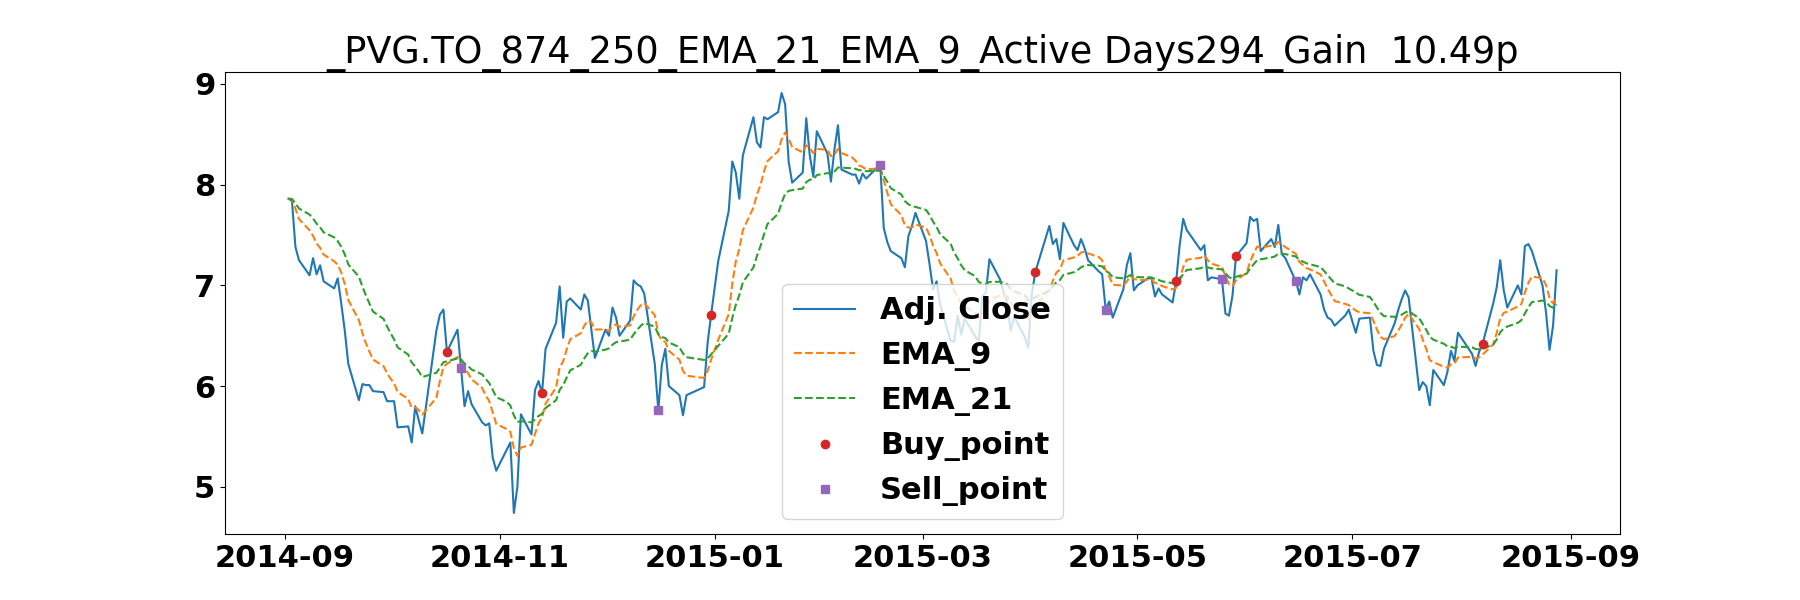 _PVG.TO_874_250_EMA_21_EMA_9_Active Days294_Gain  10.49p
9
8
7
6
5
Adj. Close
EMA_9
EMA_21
Buy_point
Sell_point
2014-09 2014-11 2015-01 2015-03 2015-05 2015-07 2015-09